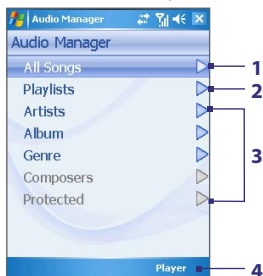 Audio Manager
Audio Manager
All Songs
1
Playlists
2
Artists
Album
Genre
3
Composers
Protected
Player
4